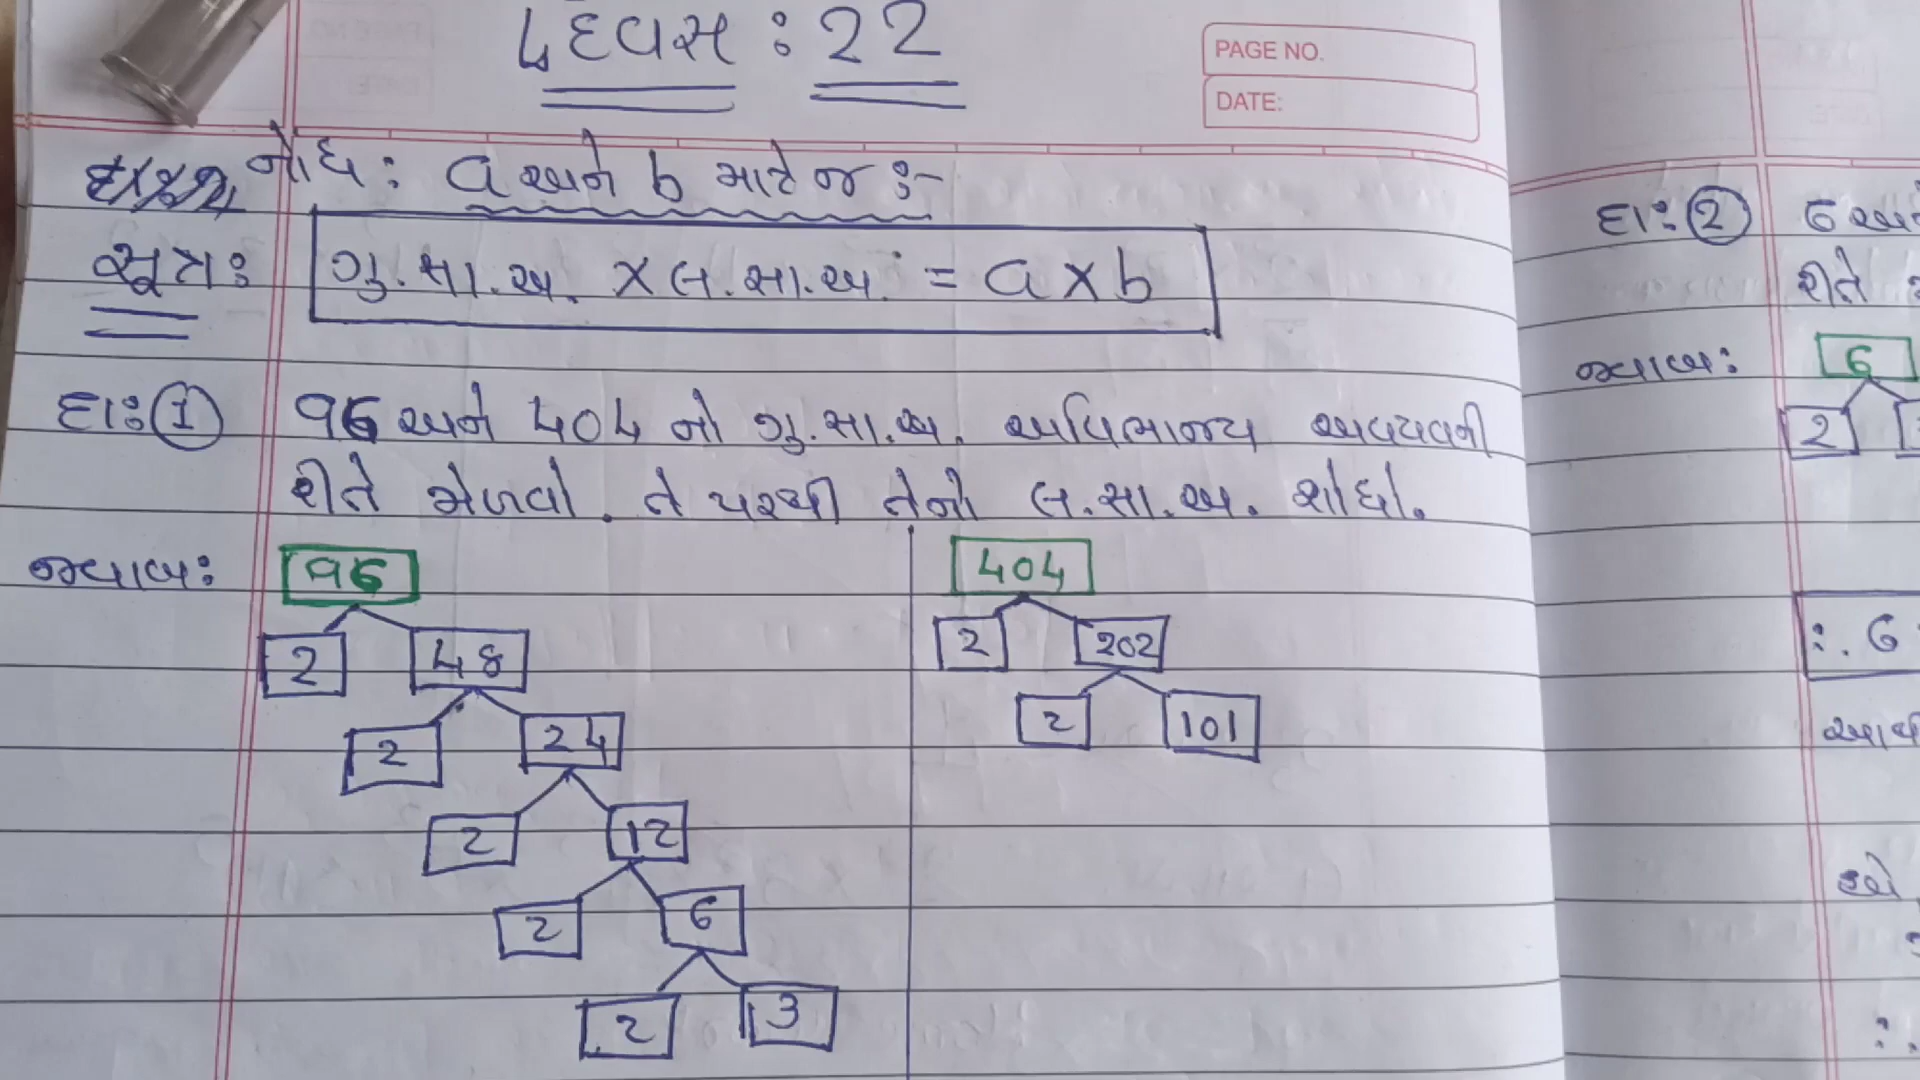 દિવસ : 22
PAGE NO.
DATE:
નોંધ : a અને b માટે જ :-
સૂત્ર : ગુ.સા.અ. × લ.સા.અ. = a × b
દા: 1 96 અને 404 નો ગુ.સા.અ. અવિભાજ્ય અવયવની
રીતે મેળવો. તે પરથી તેનો લ.સા.અ. શોધો.
જવાબ: 96
2 48
2 24
2 12
2 6
2 3
404
2 202
2 101
દા: 2 6
રીતે
જવાબ: 6
2
∴ 6